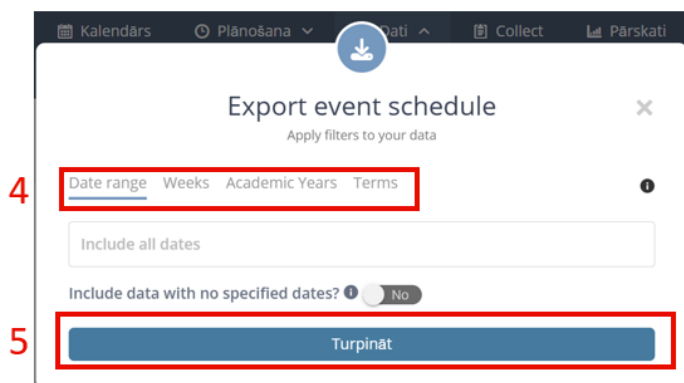 Kalendārs Plānošana Dati Collect Pārskati
Export event schedule
Apply filters to your data
4 Date range Weeks Academic Years Terms
Include all dates
Include data with no specified dates? No
5 Turpināt